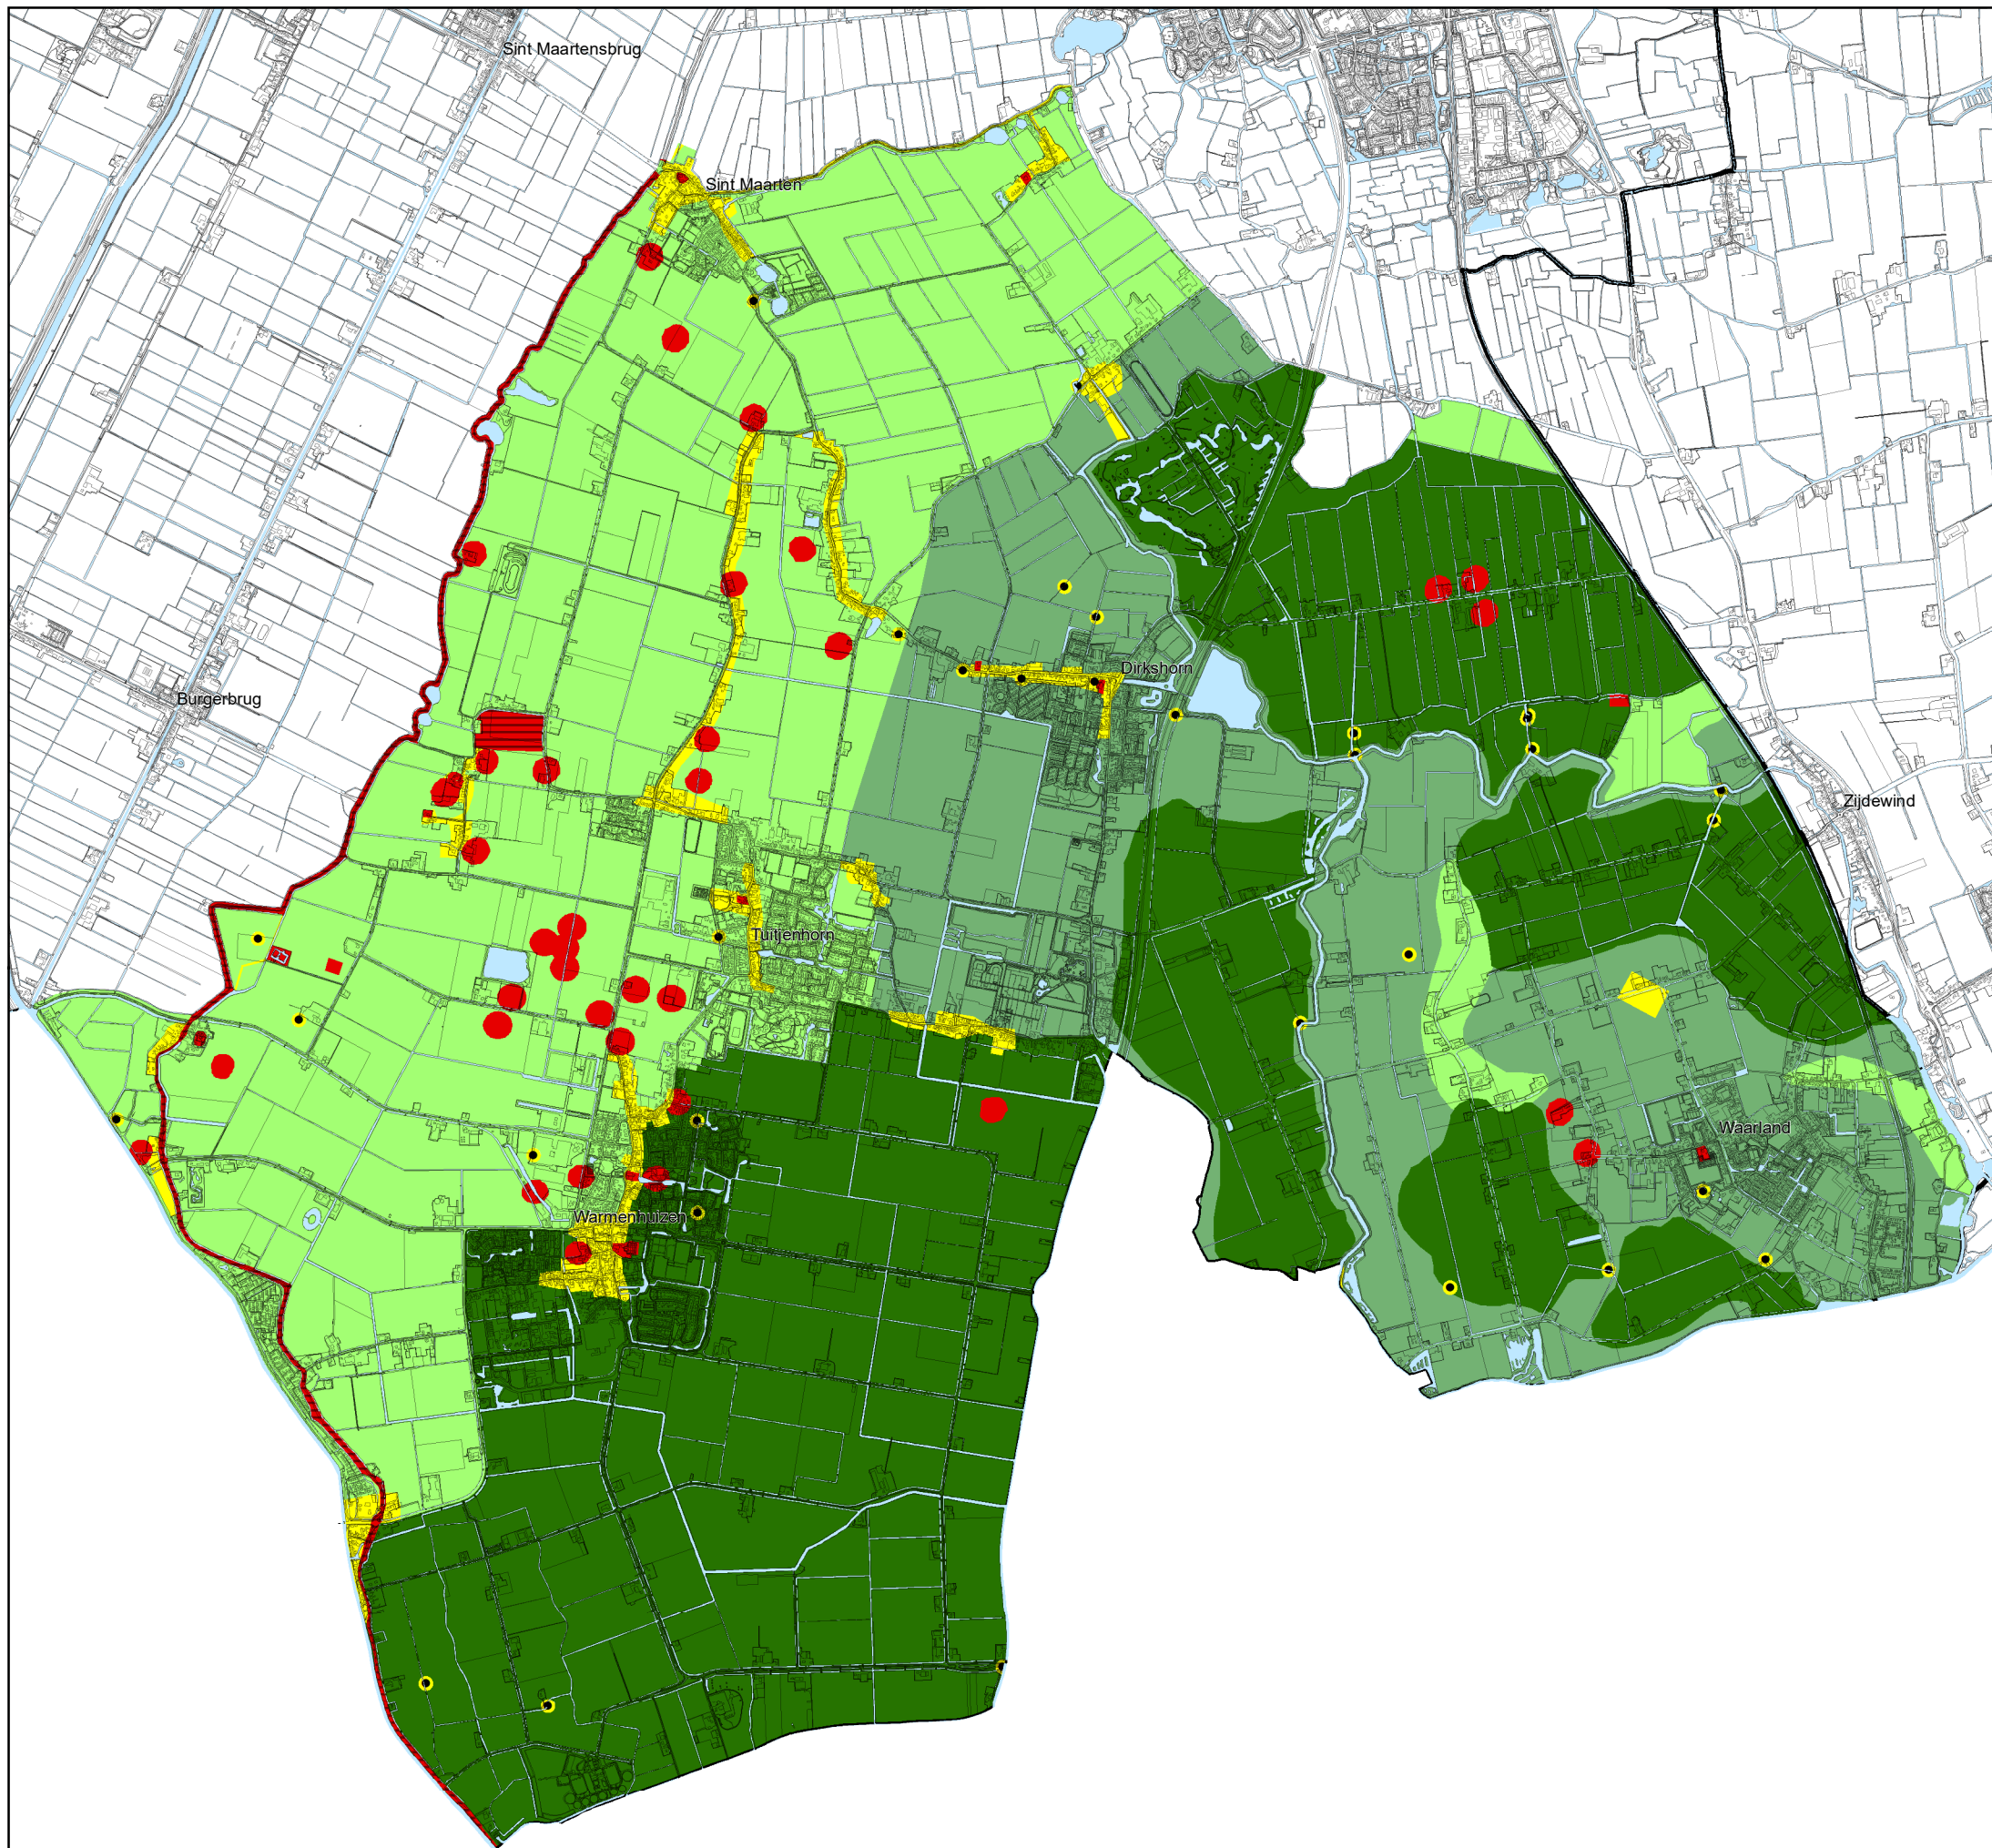 Sint Maartensbrug
Sint Maarten
Dirkshorn
Burgerbrug
Zijdewind
Tuitjenhorn
Waarland
Warmenhuizen